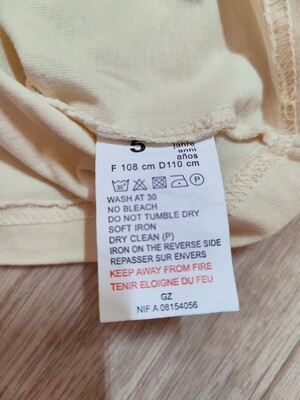 5
jahre
anni
años
F 108 cm D110 cm
30°
P
WASH AT 30
NO BLEACH
DO NOT TUMBLE DRY
SOFT IRON
DRY CLEAN (P)
IRON ON THE REVERSE SIDE
REPASSER SUR ENVERS
KEEP AWAY FROM FIRE
TENIR ELOIGNE DU FEU
GZ
NIF A 08154056